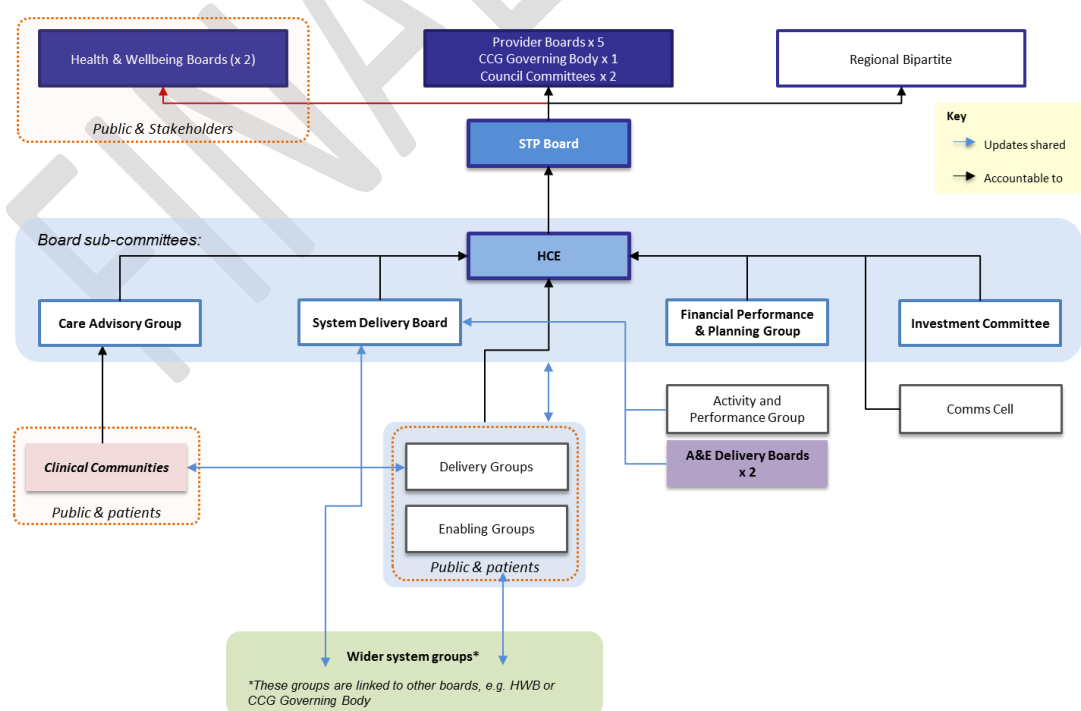 FINAL
Health & Wellbeing Boards (x 2)
Public & Stakeholders
Provider Boards x 5
CCG Governing Body x 1
Council Committees x 2
Regional Bipartite
STP Board
Key
Updates shared
Accountable to
Board sub-committees:
HCE
Care Advisory Group
System Delivery Board
Financial Performance
& Planning Group
Investment Committee
Activity and
Performance Group
Comms Cell
Clinical Communities
Public & patients
Delivery Groups
Enabling Groups
Public & patients
A&E Delivery Boards
x 2
Wider system groups*
*These groups are linked to other boards, e.g. HWB or
CCG Governing Body